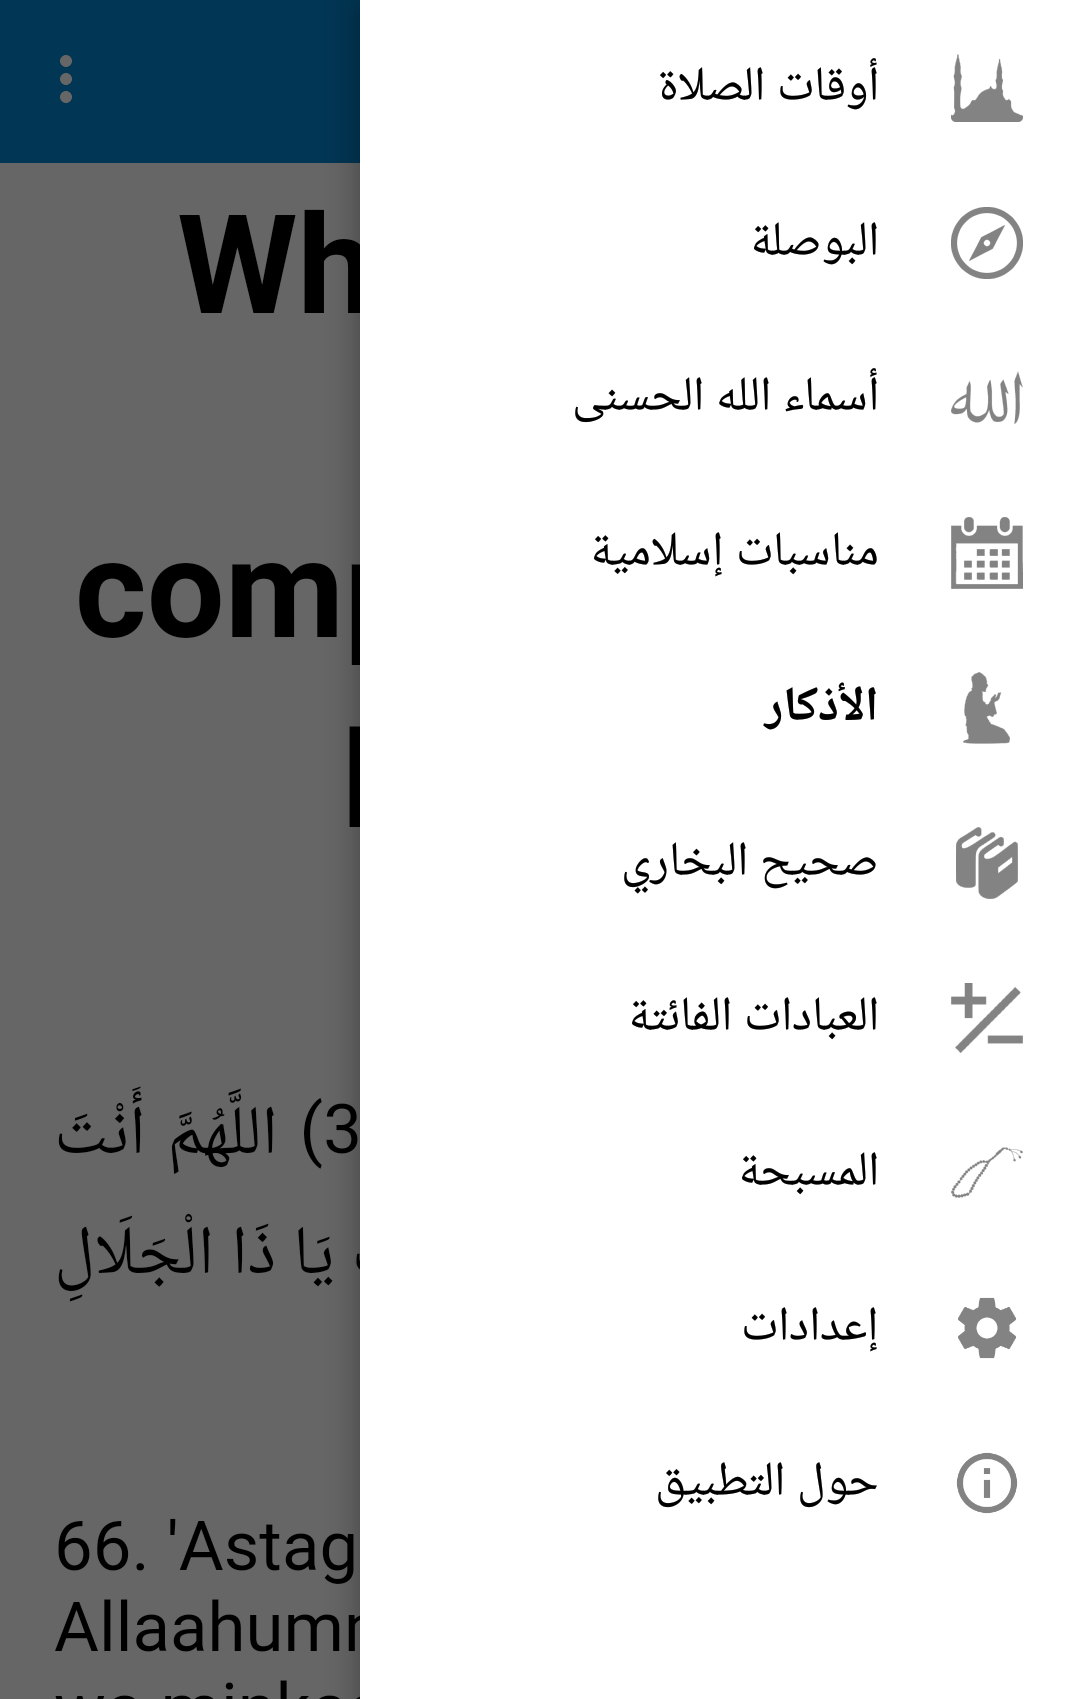 أوقات الصلاة
البوصلة
أسماء الله الحسنى
مناسبات إسلامية
الأذكار
صحيح البخاري
العبادات الفائتة
المسبحة
إعدادات
حول التطبيق
الله
Wh
com
3) اللَّهُمَّ أَنْتَ
يَا ذَا الْجَلَالِ
66. 'Astag
Allaahum